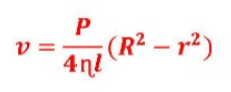 v = P/4ηl (R² − r²)